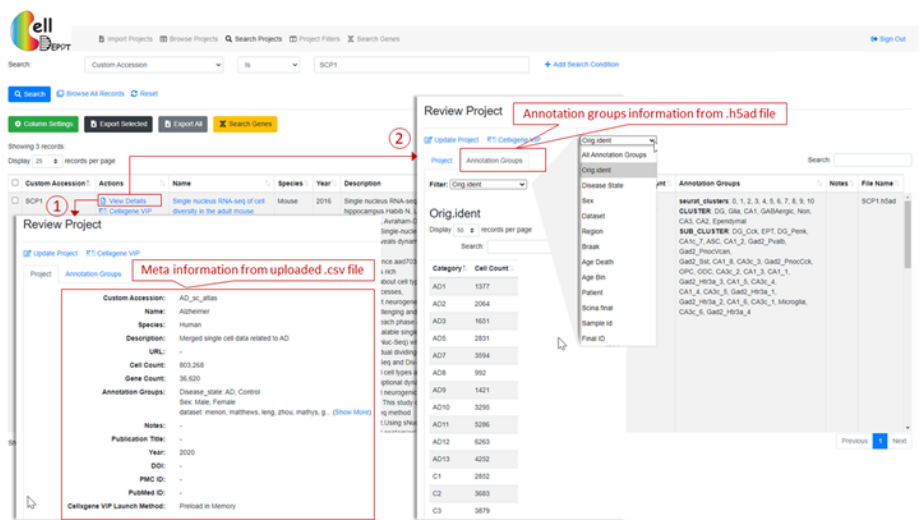 ell
DEPOT
Import Projects Browse Projects Search Projects Project Filters Search Genes Sign Out
Search: Custom Accession Is SCP1 + Add Search Condition
Search Browse All Records Reset
Column Settings Export Selected Export All Search Genes
Showing 3 records:
Display 25 records per page Search:
Custom Accession Actions Name Species Year Description
SCP1 View Details Single nucleus RNA-seq of cell Mouse 2016 Single nucleus RNA-seq
Cellxgene VIP diversity in the adult mouse hippocampus Habib N, L
1
Review Project
Update Project Cellxgene VIP
Project Annotation Groups
Meta information from uploaded .csv file
Custom Accession: AD_sc_atlas
Name: Alzheimer
Species: Human
Description: Merged single cell data related to AD
URL: -
Cell Count: 803,268
Gene Count: 36,620
Annotation Groups: Disease_state: AD, Control
Sex: Male, Female
dataset: menon, matthews, leng, zhou, mathys, g... (Show More)
Notes: -
Publication Title: -
Year: 2020
DOI: -
PMC ID: -
PubMed ID: -
Cellxgene VIP Launch Method: Preload in Memory
2
Review Project
Annotation groups information from .h5ad file
Update Project Cellxgene VIP
Project Annotation Groups
Filter: Orig.ident
Orig.ident
Display 50 records per page
Search:
Category Cell Count
AD1 1377
AD2 2064
AD3 1651
AD5 2831
AD7 3594
AD8 992
AD9 1421
AD10 3295
AD11 5286
AD12 6263
AD13 4252
C1 2852
C2 3683
C3 3879
Orig.ident
All Annotation Groups
Orig.ident
Disease State
Sex
Dataset
Region
Braak
Age Death
Age Bin
Patient
Scina.final
Sample Id
Final ID
Annotation Groups Notes File Name
seurat_clusters: 0, 1, 2, 3, 4, 5, 6, 7, 8, 9, 10 SCP1.h5ad
CLUSTER: DG, Glia, CA1, GABAergic, Non,
CA3, CA2, Ependymal
SUB_CLUSTER: DG_Cck, EPT, DG_Penk,
CA1c_7, ASC, CA1_2, Gad2_Pvalb,
Gad2_PnocVcan,
Gad2_Sst, CA1_8, CA3c_3, Gad2_PnocCck,
OPC, ODC, CA3c_2, CA1_3, CA1_1,
Gad2_Htr3a_3, CA1_5, CA3c_4,
CA1_4, CA3c_5, Gad2_Htr3a_1,
Gad2_Htr3a_2, CA1_6, CA3c_1, Microglia,
CA3c_6, Gad2_Htr3a_4
Previous 1 Next